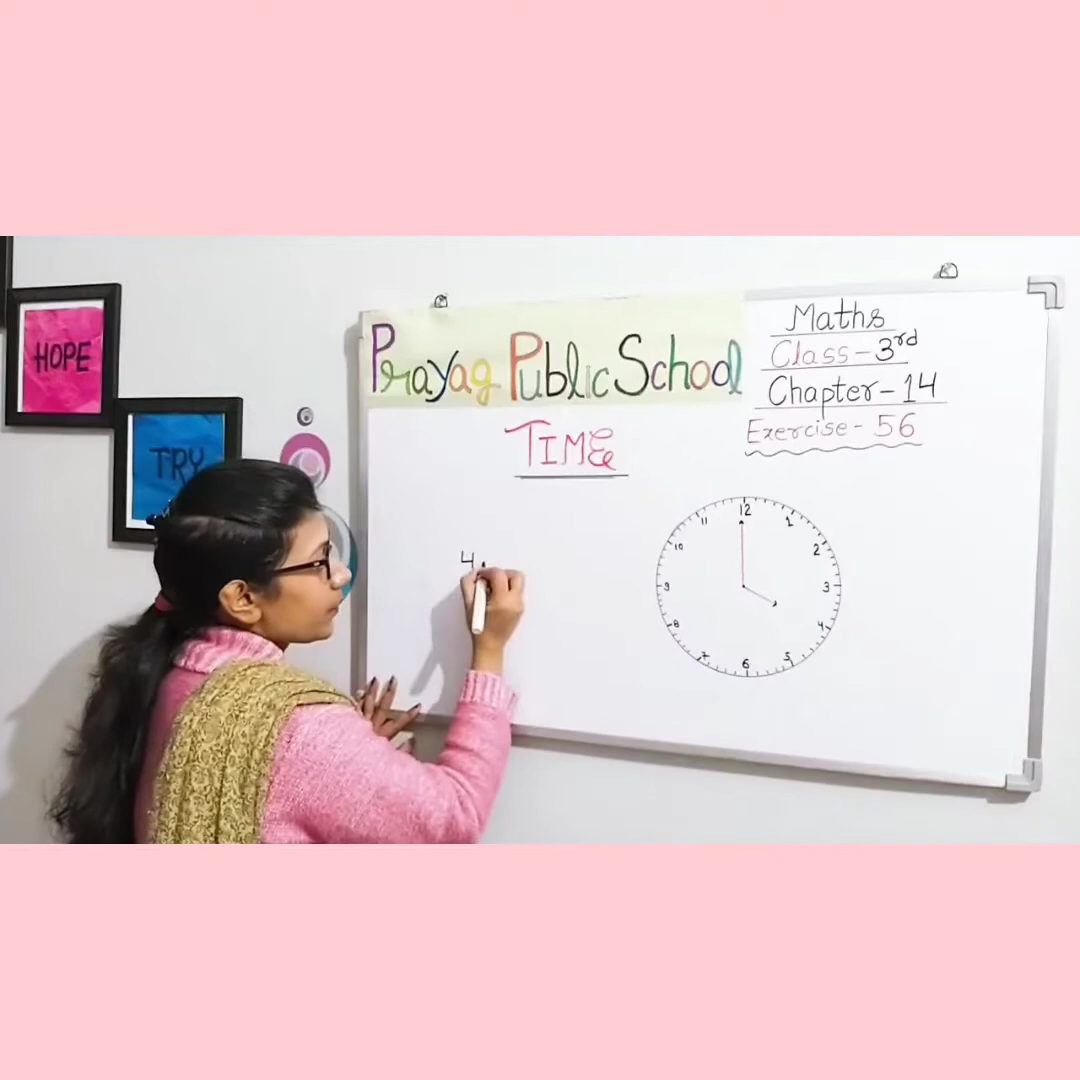 HOPE
TRY
Prayag Public School
Maths
Class-3rd
Chapter-14
Exercise-56
TIME
4
12
1
2
3
4
5
6
7
8
9
10
11